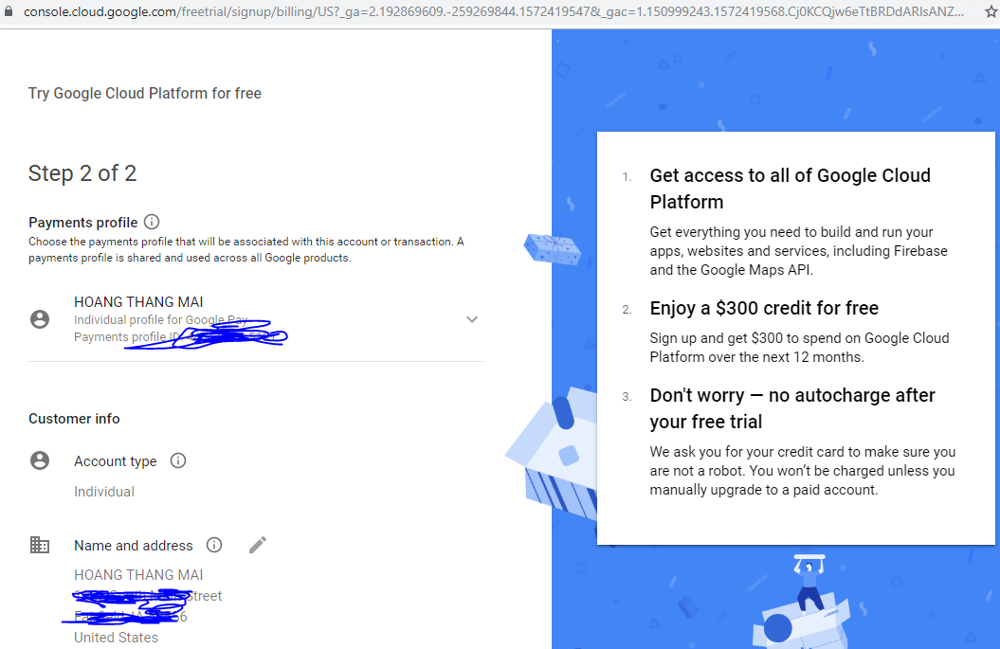 console.cloud.google.com/freetrial/signup/billing/US?_ga=2.192869609.-259269844.1572419547&_gac=1.150999243.1572419568.Cj0KCQjw6eTtBRDdARIsANZ...
Try Google Cloud Platform for free
Step 2 of 2
Payments profile
Choose the payments profile that will be associated with this account or transaction. A
payments profile is shared and used across all Google products.
HOANG THANG MAI
Individual profile for Google Pay
Payments profile ID:
Customer info
Account type
Individual
Name and address
HOANG THANG MAI
Street
United States
1. Get access to all of Google Cloud
Platform
Get everything you need to build and run your
apps, websites and services, including Firebase
and the Google Maps API.
2. Enjoy a $300 credit for free
Sign up and get $300 to spend on Google Cloud
Platform over the next 12 months.
3. Don't worry — no autocharge after
your free trial
We ask you for your credit card to make sure you
are not a robot. You won't be charged unless you
manually upgrade to a paid account.